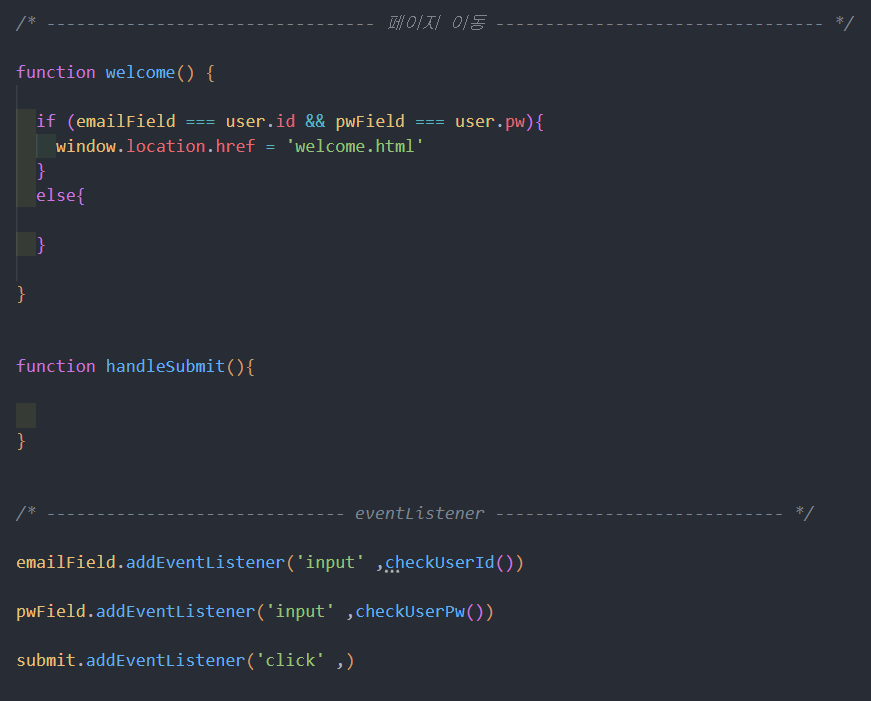 /* --------------------------------- 페이지 이동 --------------------------------- */
function welcome() {
if (emailField === user.id && pwField === user.pw){
window.location.href = 'welcome.html'
}
else{
}
}
function handleSubmit(){
}
/* ------------------------------ eventListener ----------------------------- */
emailField.addEventListener('input' ,checkUserId())
pwField.addEventListener('input' ,checkUserPw())
submit.addEventListener('click' ,)